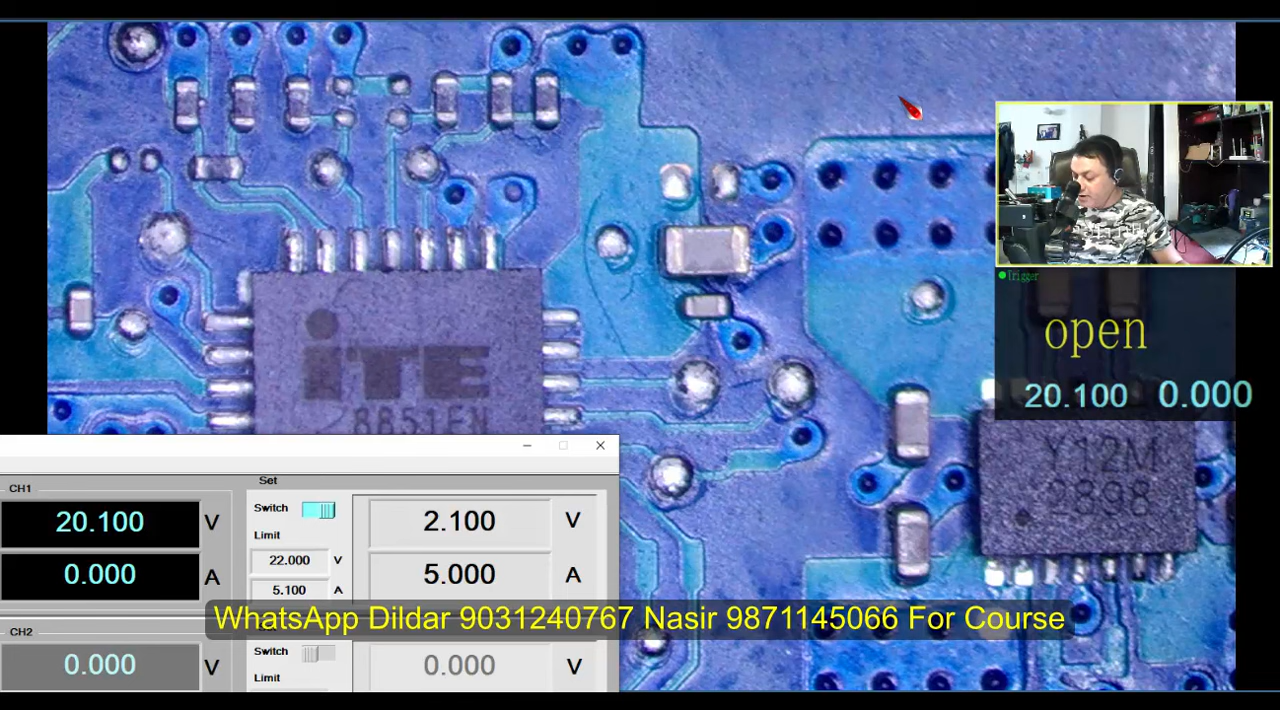 Trigger
open
20.100 0.000
iTE
8851FN
Y12M
2898
CH1
20.100 V
0.000 A
Set
Switch
Limit
22.000 V
5.100 A
2.100 V
5.000 A
WhatsApp Dildar 9031240767 Nasir 9871145066 For Course
CH2
0.000 V
Switch
Limit
0.000 V